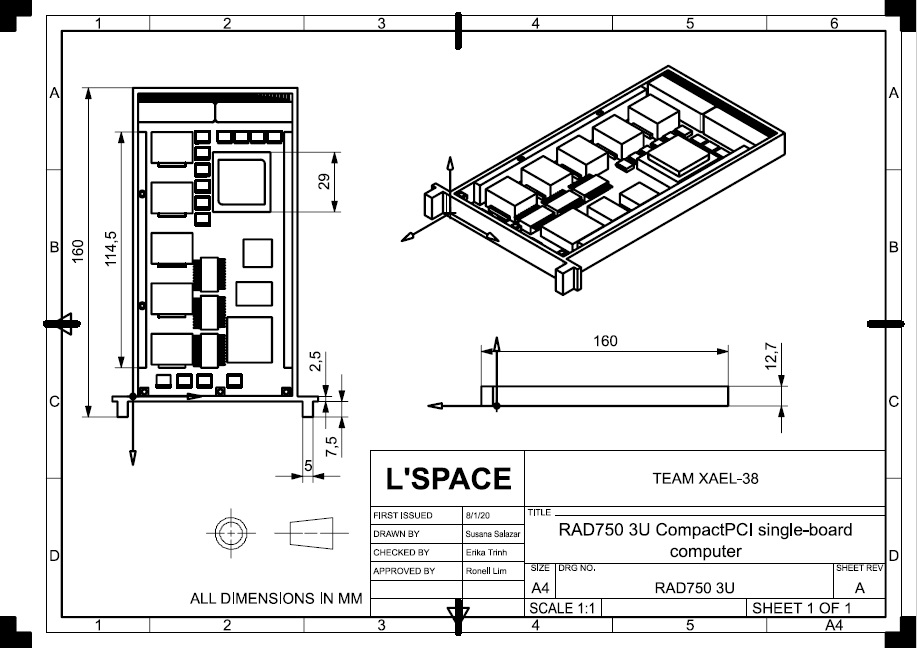 1 2 3 4 5 6
A A
B B
C C
D D
160
114,5
29
2,5
7,5
5
160
12,7
ALL DIMENSIONS IN MM
L'SPACE
TEAM XAEL-38
FIRST ISSUED 8/1/20
DRAWN BY Susana Salazar
CHECKED BY Erika Trinh
APPROVED BY Ronell Lim
TITLE
RAD750 3U CompactPCI single-board
computer
SIZE DRG NO. SHEET REV
A4 RAD750 3U A
SCALE 1:1 SHEET 1 OF 1
1 2 3 4 5 A4